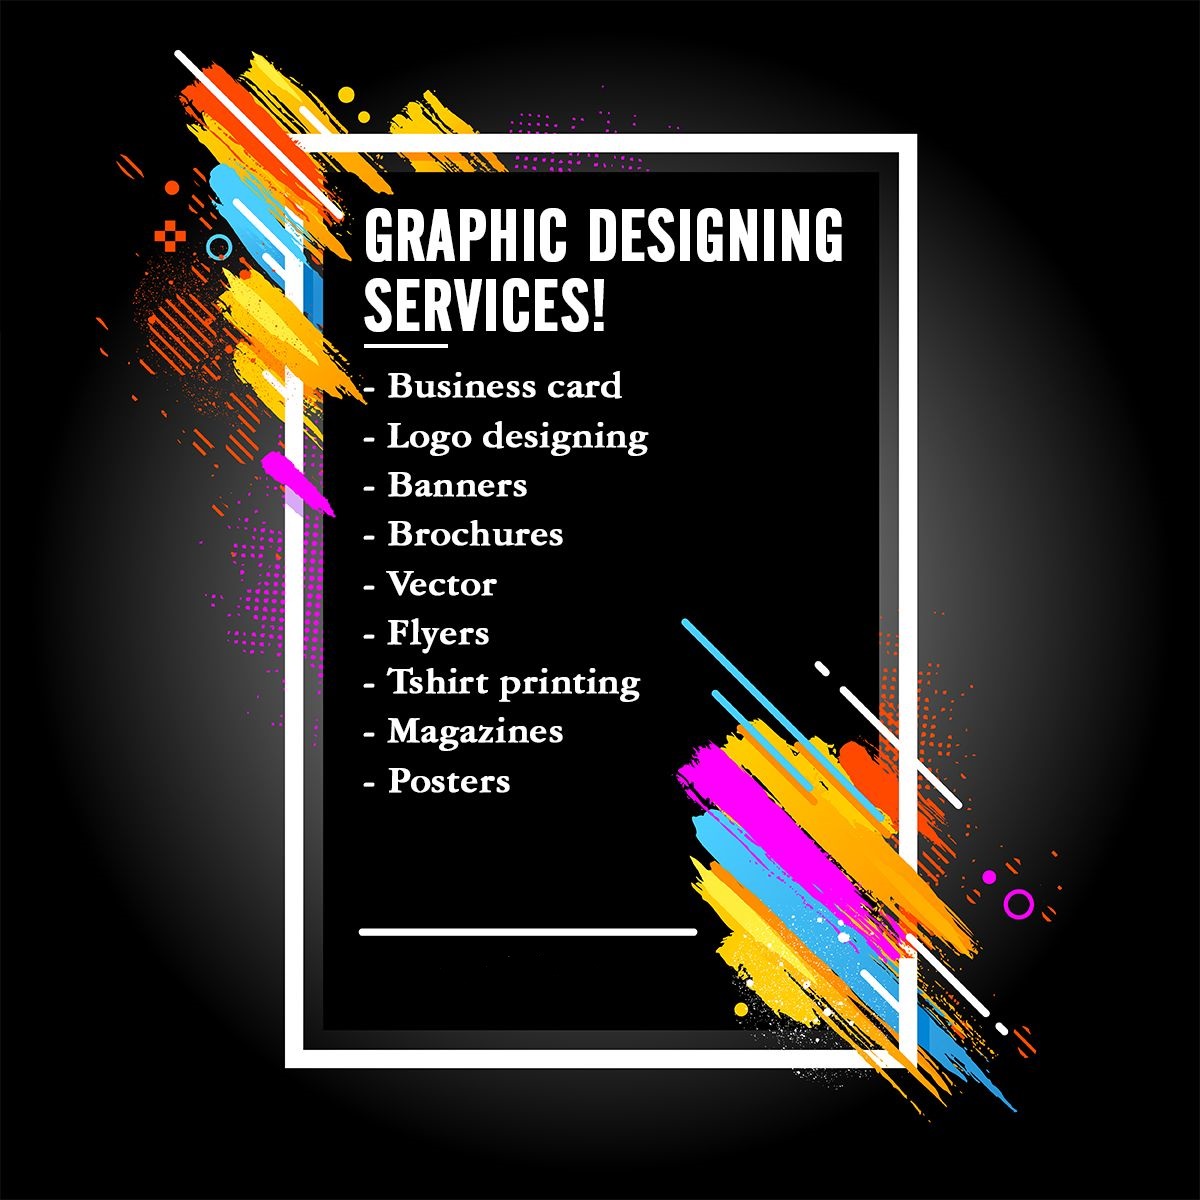 GRAPHIC DESIGNING
SERVICES!
- Business card
- Logo designing
- Banners
- Brochures
- Vector
- Flyers
- Tshirt printing
- Magazines
- Posters